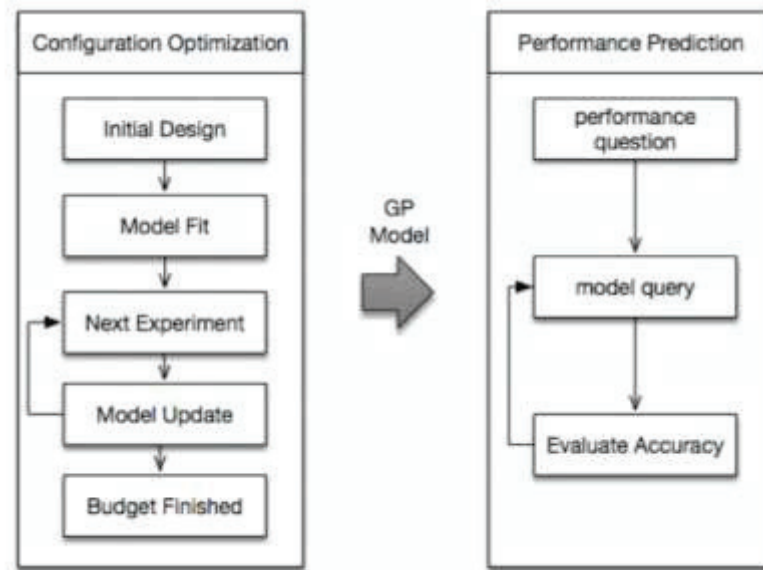 Configuration Optimization
Initial Design
Model Fit
Next Experiment
Model Update
Budget Finished
GP
Model
Performance Prediction
performance
question
model query
Evaluate Accuracy